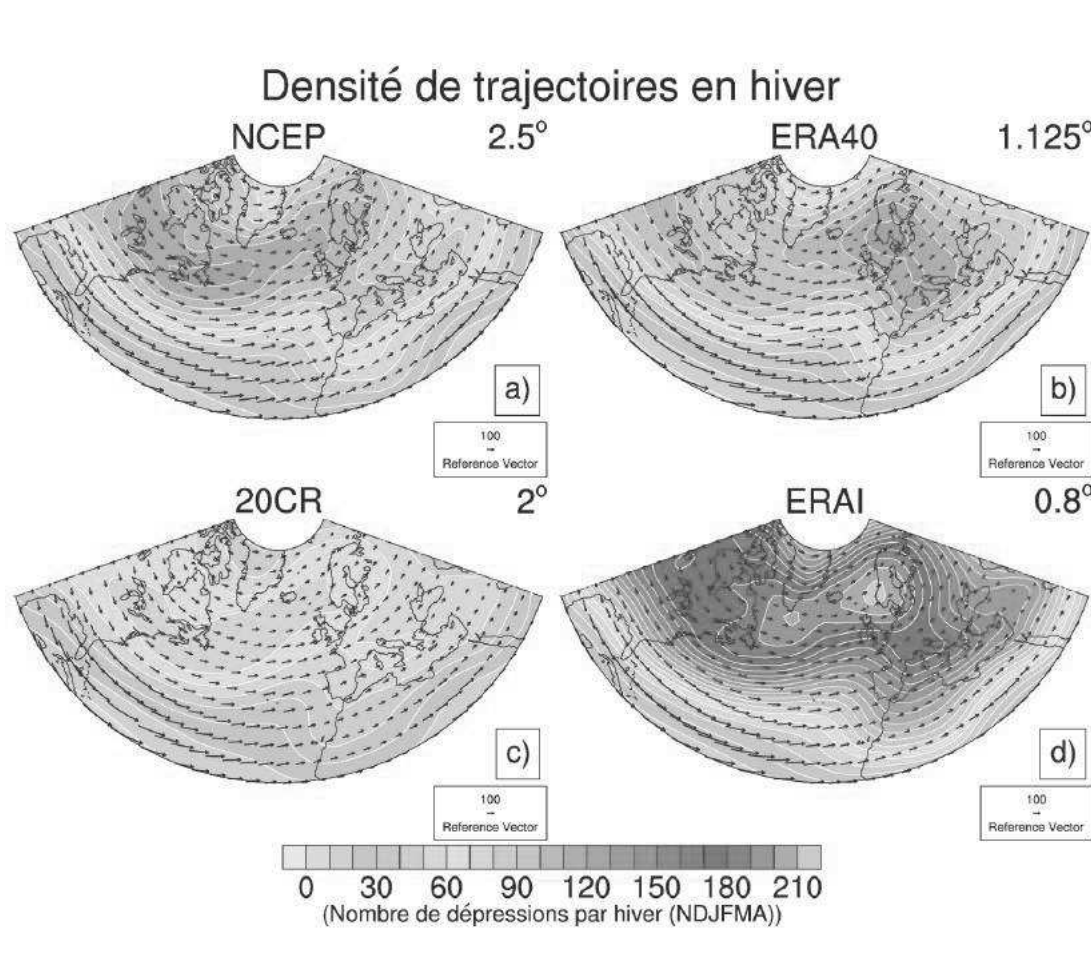 Densité de trajectoires en hiver
NCEP 2.5°
ERA40 1.125°
a)
100
Reference Vector
b)
100
Reference Vector
20CR 2°
ERAI 0.8°
c)
100
Reference Vector
d)
100
Reference Vector
0 30 60 90 120 150 180 210
(Nombre de dépressions par hiver (NDJFMA))